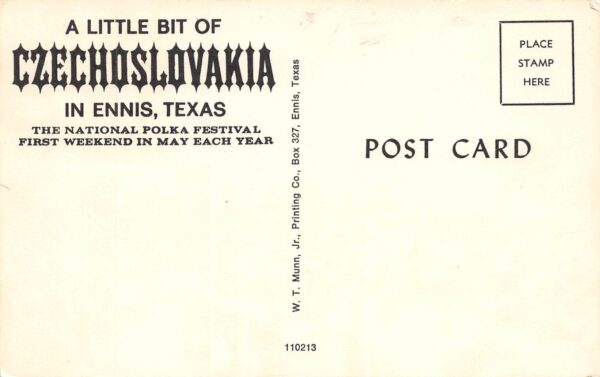 A LITTLE BIT OF
CZECHOSLOVAKIA
IN ENNIS, TEXAS
THE NATIONAL POLKA FESTIVAL
FIRST WEEKEND IN MAY EACH YEAR
W. T. Munn, Jr., Printing Co., Box 327, Ennis, Texas
PLACE
STAMP
HERE
POST CARD
110213